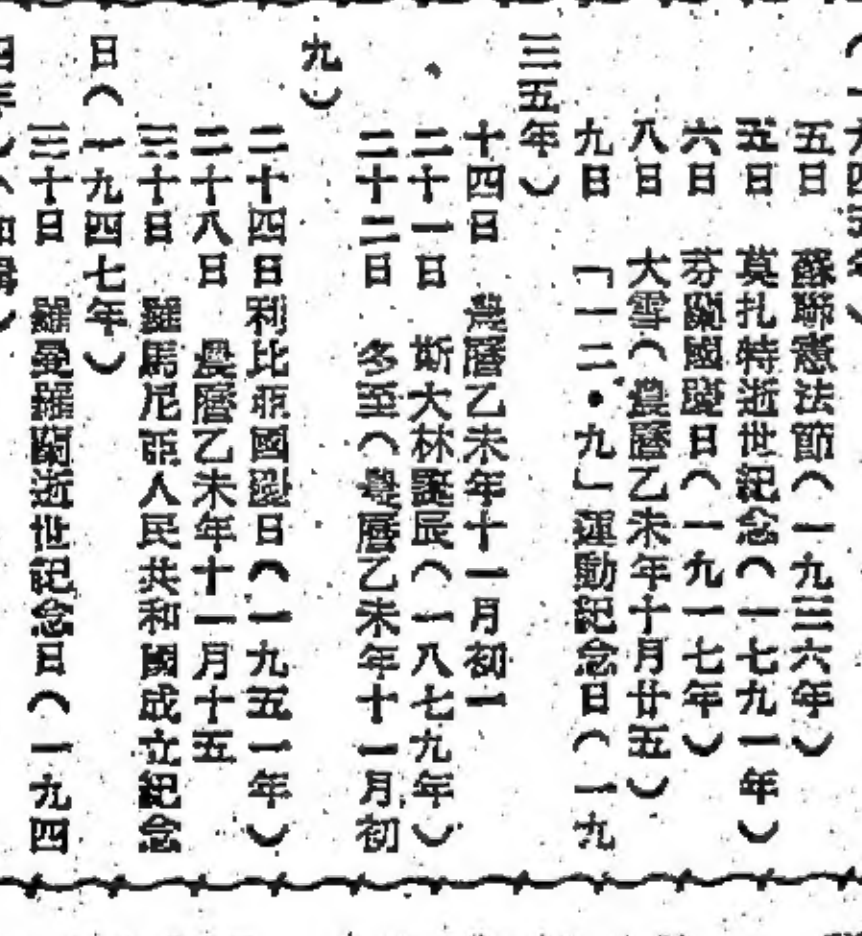 五日　蘇聯憲法節（一九三六年）
五日　莫扎特逝世紀念（一七九一年）
六日　芬蘭國慶日（一九一七年）
八日　大雪（農曆乙未年十月廿五）
九日　「一二・九」運動記念日（一九
三五年）
十四日　農曆乙未年十一月初一
二十一日　斯大林誕辰（一八七九年）
二十二日　冬至（農曆乙未年十一月初
九）
二十四日利比亞國慶日（一九五一年）
二十八日　農曆乙未年十一月十五
三十日　羅馬尼亞人民共和國成立紀念
日（一九四七年）
三十日　羅曼羅蘭逝世記念日（一九四
四年）